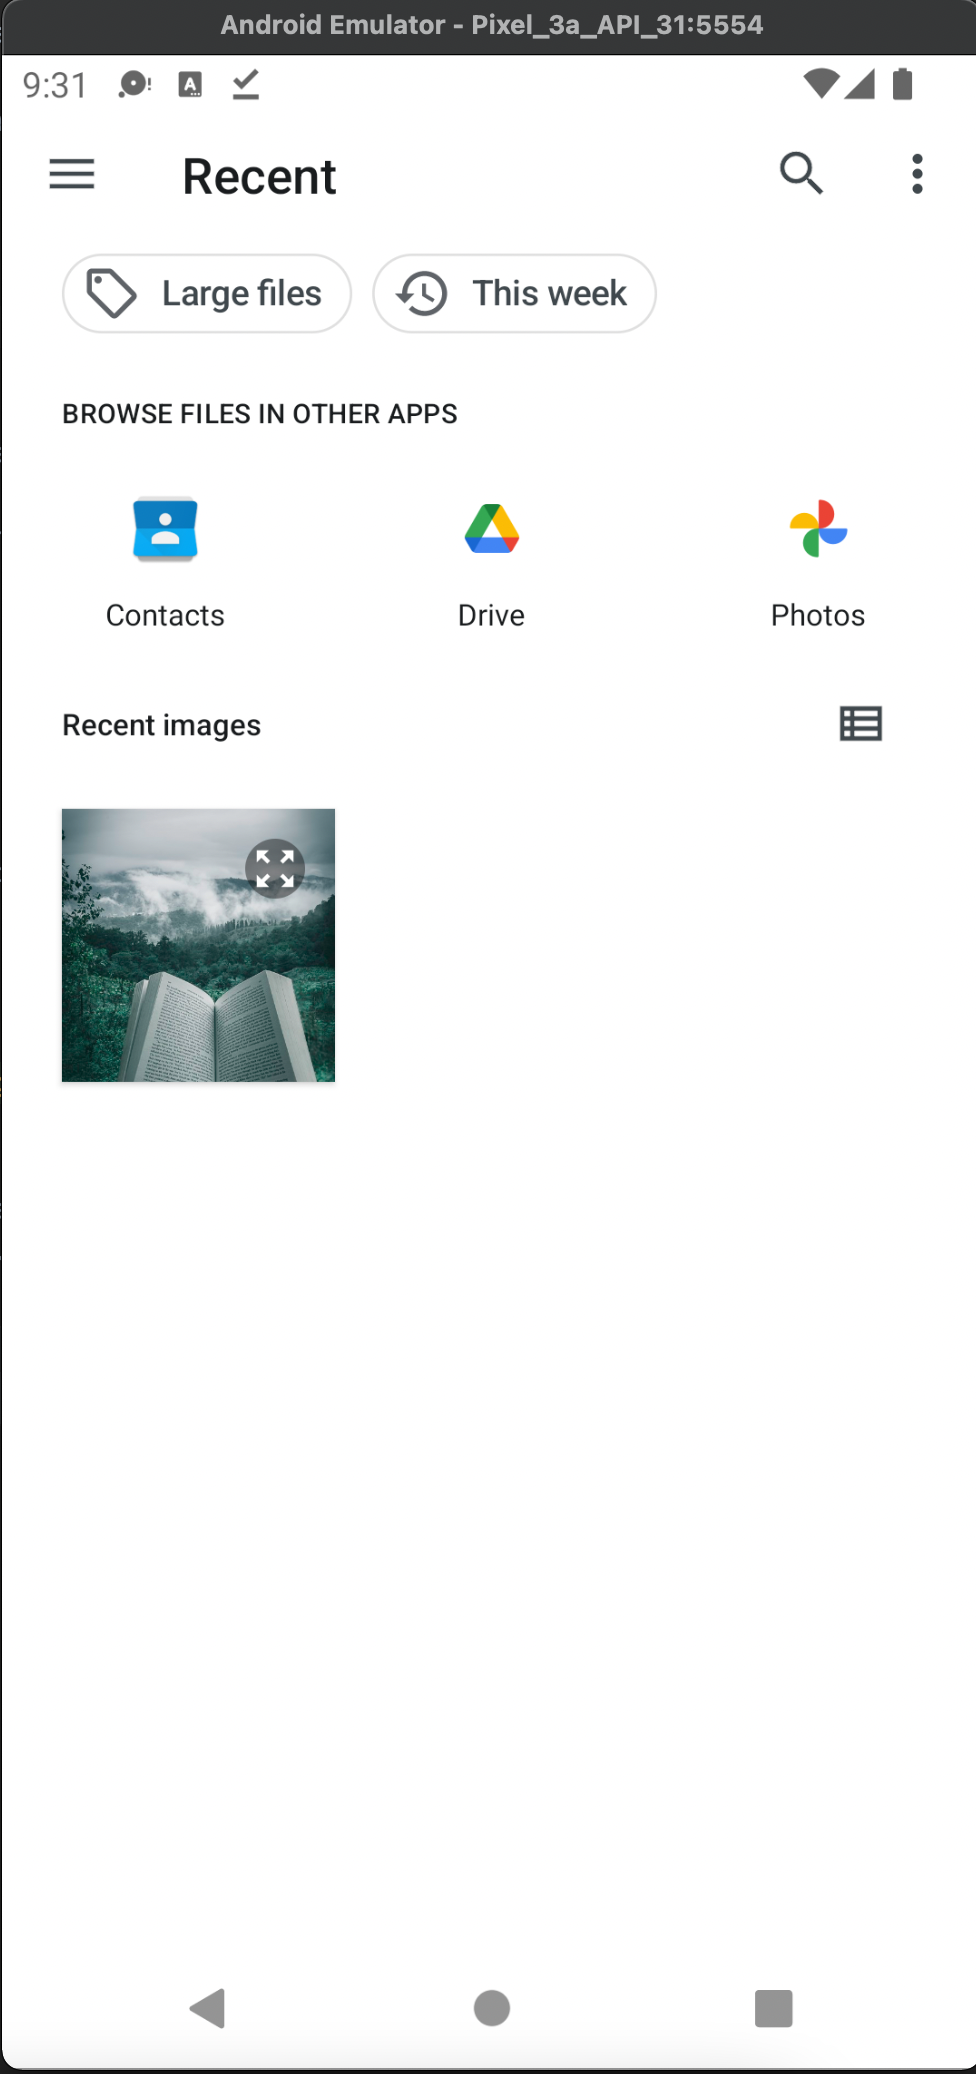 Android Emulator - Pixel_3a_API_31:5554
9:31
Recent
Large files
This week
BROWSE FILES IN OTHER APPS
Contacts
Drive
Photos
Recent images